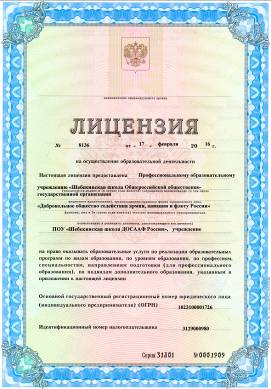 ЛИЦЕНЗИЯ
№ 8136 от « 17 » февраля 20 16 г.
на осуществление образовательной деятельности
Настоящая лицензия предоставлена Профессиональному образовательному
учреждению «Шебекинская школа Общероссийской общественно-
государственной организации
«Добровольное общество содействия армии, авиации и флоту России»
ПОУ «Шебекинская школа ДОСААФ России», учреждение
на право оказывать образовательные услуги по реализации образовательных
программ по видам образования, по уровням образования, по профессиям,
специальностям, направлениям подготовки (для профессионального
образования), по подвидам дополнительного образования, указанным в
приложении к настоящей лицензии
Основной государственный регистрационный номер юридического лица
(индивидуального предпринимателя) (ОГРН) 1023100001726
Идентификационный номер налогоплательщика 3129000980
Серия 31Л01 № 0001909